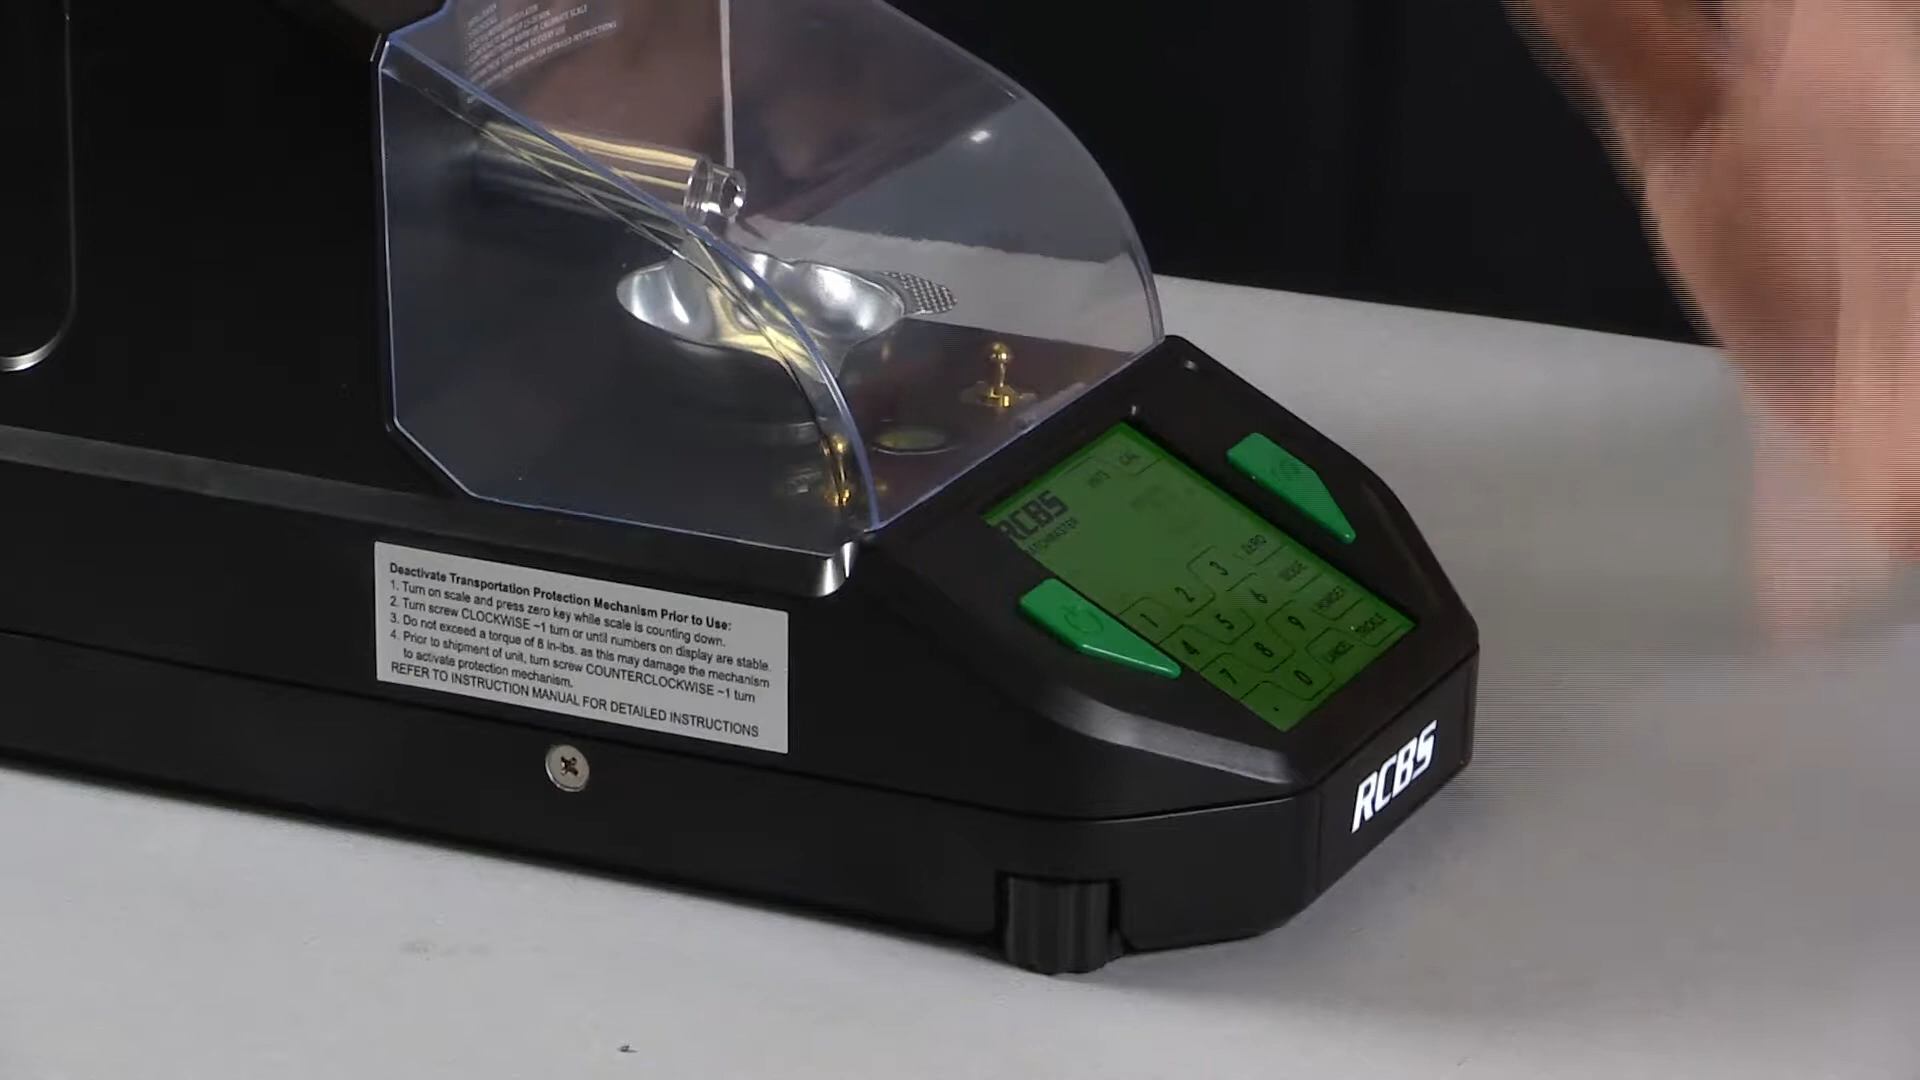 Deactivate Transportation Protection Mechanism Prior to Use:
1. Turn on scale and press zero key while scale is counting down.
2. Turn screw CLOCKWISE ~1 turn or until numbers on display are stable.
3. Do not exceed a torque of 8 in-lbs. as this may damage the mechanism
4. Prior to shipment of unit, turn screw COUNTERCLOCKWISE ~1 turn
to activate protection mechanism.
REFER TO INSTRUCTION MANUAL FOR DETAILED INSTRUCTIONS
UNITS CAL
RCBS
1 2 3 ZERO
4 5 6 MODE
7 8 9 POWDER
. 0 CANCEL TRICKLE
RCBS